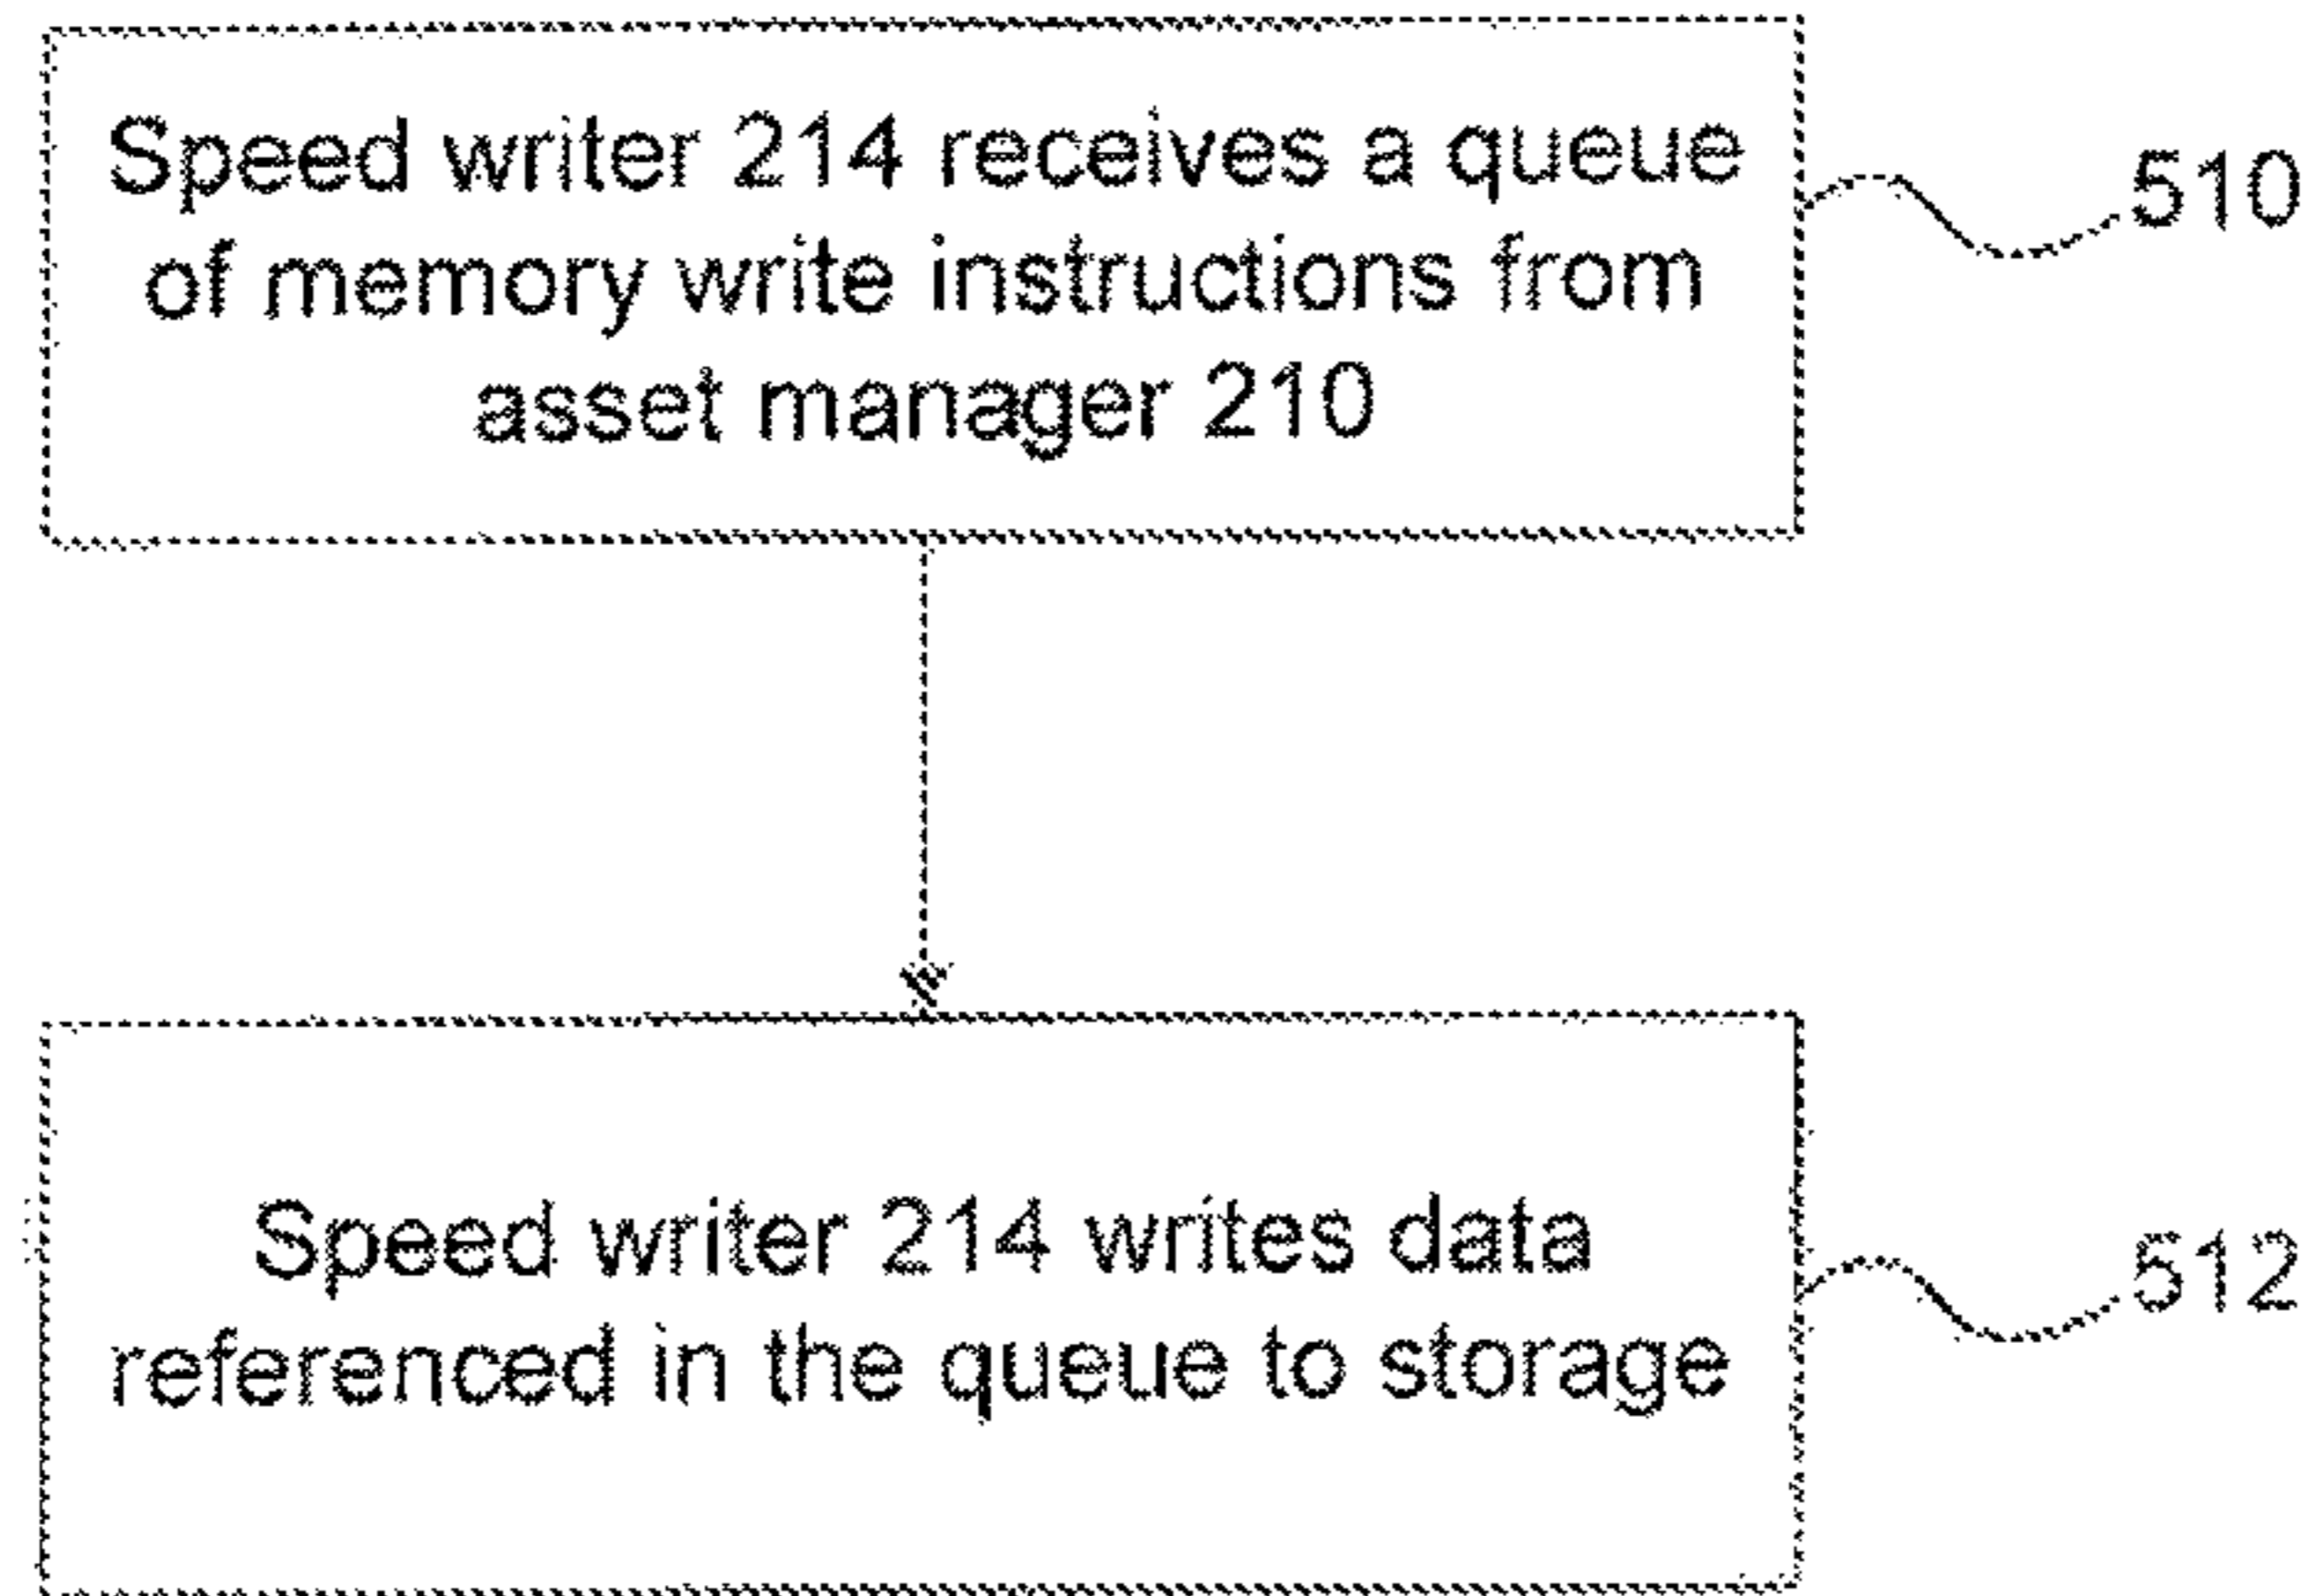 Speed writer 214 receives a queue
of memory write instructions from
asset manager 210
510
Speed writer 214 writes data
referenced in the queue to storage
512